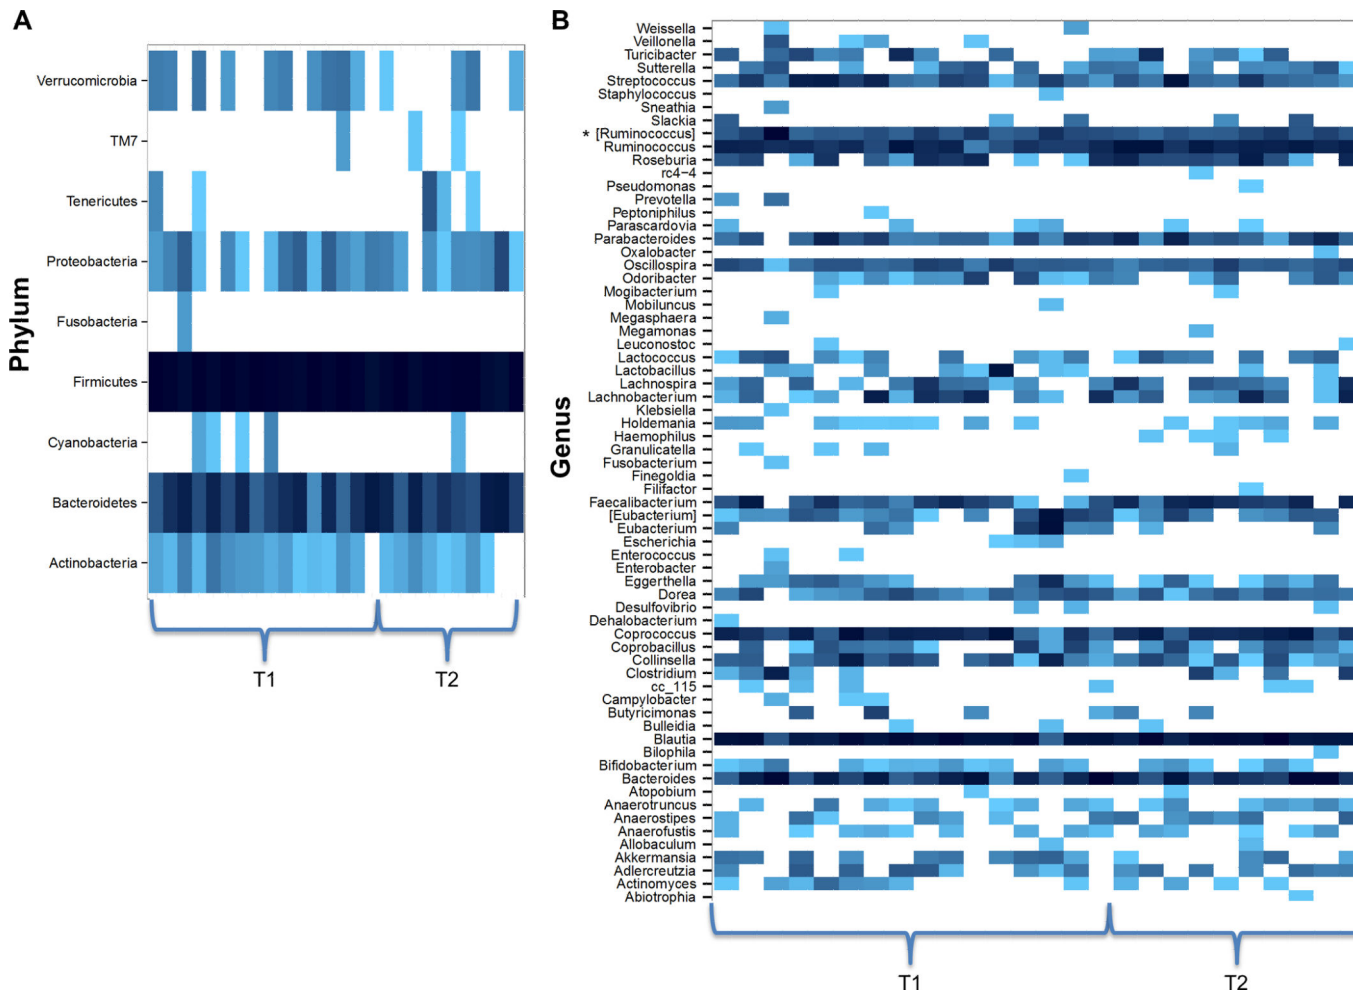 A
Phylum
Verrucomicrobia
TM7
Tenericutes
Proteobacteria
Fusobacteria
Firmicutes
Cyanobacteria
Bacteroidetes
Actinobacteria
T1
T2
B
Genus
Weissella
Veillonella
Turicibacter
Sutterella
Streptococcus
Staphylococcus
Sneathia
Slackia
* [Ruminococcus]
Ruminococcus
Roseburia
rc4-4
Pseudomonas
Prevotella
Peptoniphilus
Parascardovia
Parabacteroides
Oxalobacter
Oscillospira
Odoribacter
Mogibacterium
Mobiluncus
Megasphaera
Megamonas
Leuconostoc
Lactococcus
Lactobacillus
Lachnospira
Lachnobacterium
Klebsiella
Holdemania
Haemophilus
Granulicatella
Fusobacterium
Finegoldia
Filifactor
Faecalibacterium
[Eubacterium]
Eubacterium
Escherichia
Enterococcus
Enterobacter
Eggerthella
Dorea
Desulfovibrio
Dehalobacterium
Coprococcus
Coprobacillus
Collinsella
Clostridium
cc_115
Campylobacter
Butyricimonas
Bulleidia
Blautia
Bilophila
Bifidobacterium
Bacteroides
Atopobium
Anaerotruncus
Anaerostipes
Anaerofustis
Allobaculum
Akkermansia
Adlercreutzia
Actinomyces
Abiotrophia
T1
T2